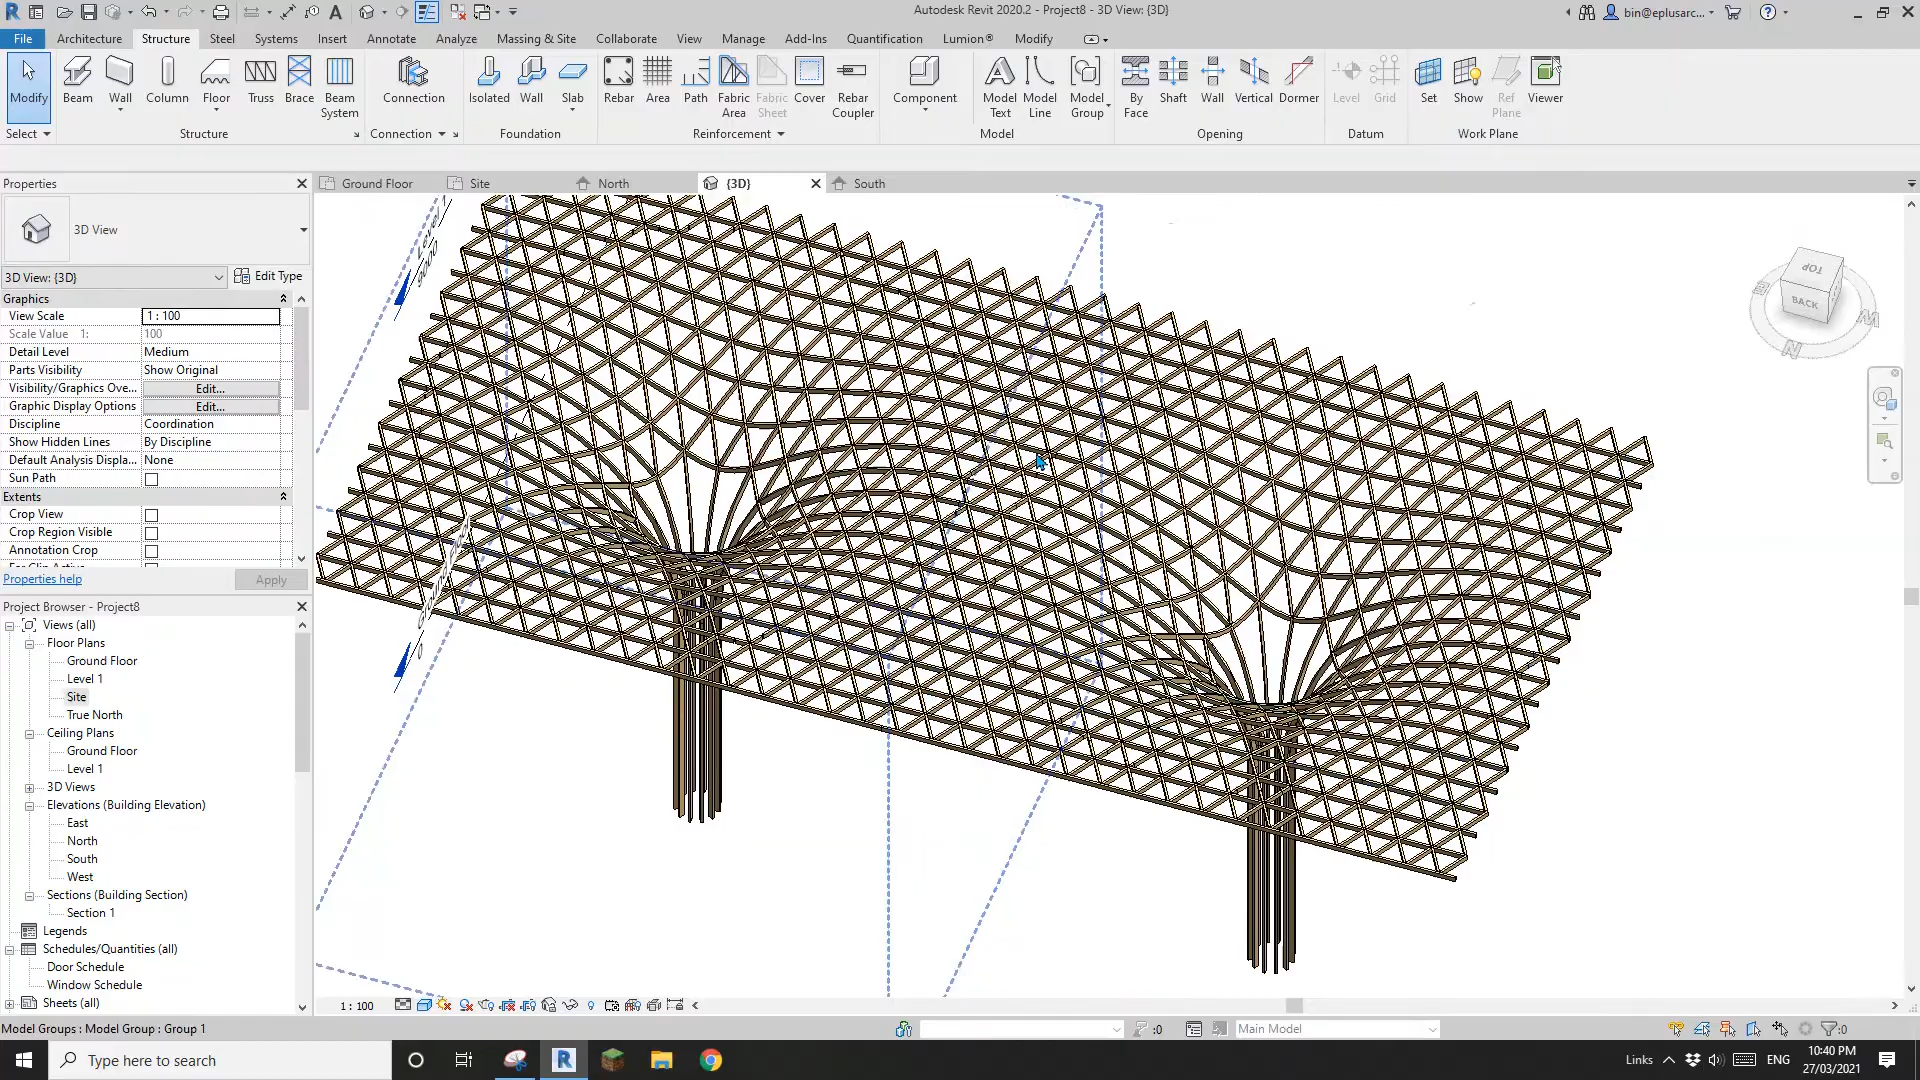 Autodesk Revit 2020.2 - Project8 - 3D View: {3D}
bin@eplusarc...
File Architecture Structure Steel Systems Insert Annotate Analyze Massing & Site Collaborate View Manage Add-Ins Quantification Lumion® Modify
Modify Beam Wall Column Floor Truss Brace Beam System Connection Isolated Wall Slab Rebar Area Path Fabric Area Fabric Sheet Cover Rebar Coupler Component Model Text Model Line Model Group By Face Shaft Wall Vertical Dormer Level Grid Set Show Ref Plane Viewer
Select Structure Connection Foundation Reinforcement Model Opening Datum Work Plane
Properties
Ground Floor Site North {3D} South
3D View
3D View: {3D} Edit Type
Graphics
View Scale 1 : 100
Scale Value 1: 100
Detail Level Medium
Parts Visibility Show Original
Visibility/Graphics Ove... Edit...
Graphic Display Options Edit...
Discipline Coordination
Show Hidden Lines By Discipline
Default Analysis Displa... None
Sun Path
Extents
Crop View
Crop Region Visible
Annotation Crop
Properties help Apply
Project Browser - Project8
Views (all)
Floor Plans
Ground Floor
Level 1
Site
True North
Ceiling Plans
Ground Floor
Level 1
3D Views
Elevations (Building Elevation)
East
North
South
West
Sections (Building Section)
Section 1
Legends
Schedules/Quantities (all)
Door Schedule
Window Schedule
Sheets (all)
TOP
BACK
W
N
1 : 100
Model Groups : Model Group : Group 1
:0
Main Model
:0
Type here to search
Links
ENG
10:40 PM
27/03/2021